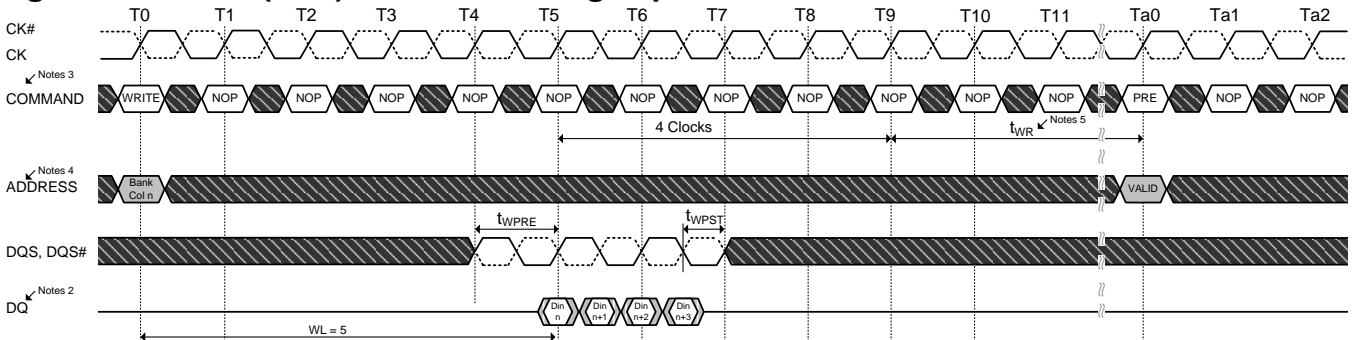 T0 T1 T2 T3 T4 T5 T6 T7 T8 T9 T10 T11 Ta0 Ta1 Ta2
CK#
CK
Notes 3
COMMAND WRITE NOP NOP NOP NOP NOP NOP NOP NOP NOP NOP NOP PRE NOP NOP
4 Clocks tWR Notes 5
Notes 4
ADDRESS Bank Col n VALID
tWPRE tWPST
DQS, DQS#
Notes 2
DQ Din n Din n+1 Din n+2 Din n+3
WL = 5